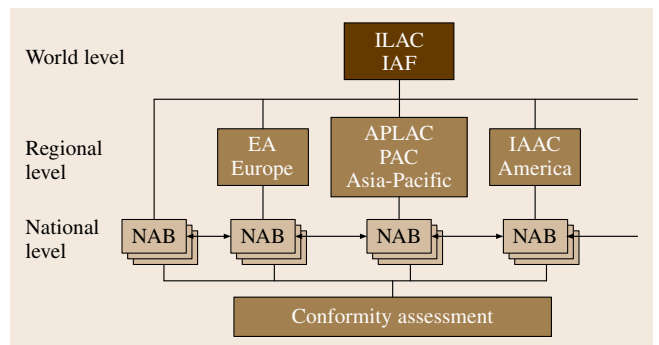 World level
ILAC
IAF
Regional
level
EA
Europe
APLAC
PAC
Asia-Pacific
IAAC
America
National
level
NAB
NAB
NAB
NAB
Conformity assessment